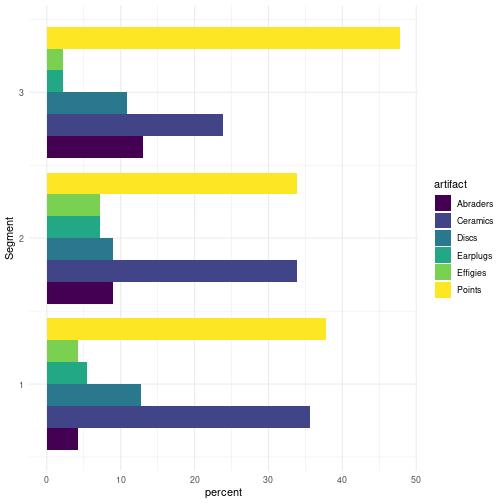 3
2
1
Segment
0 10 20 30 40 50
percent
artifact
Abraders
Ceramics
Discs
Earplugs
Effigies
Points